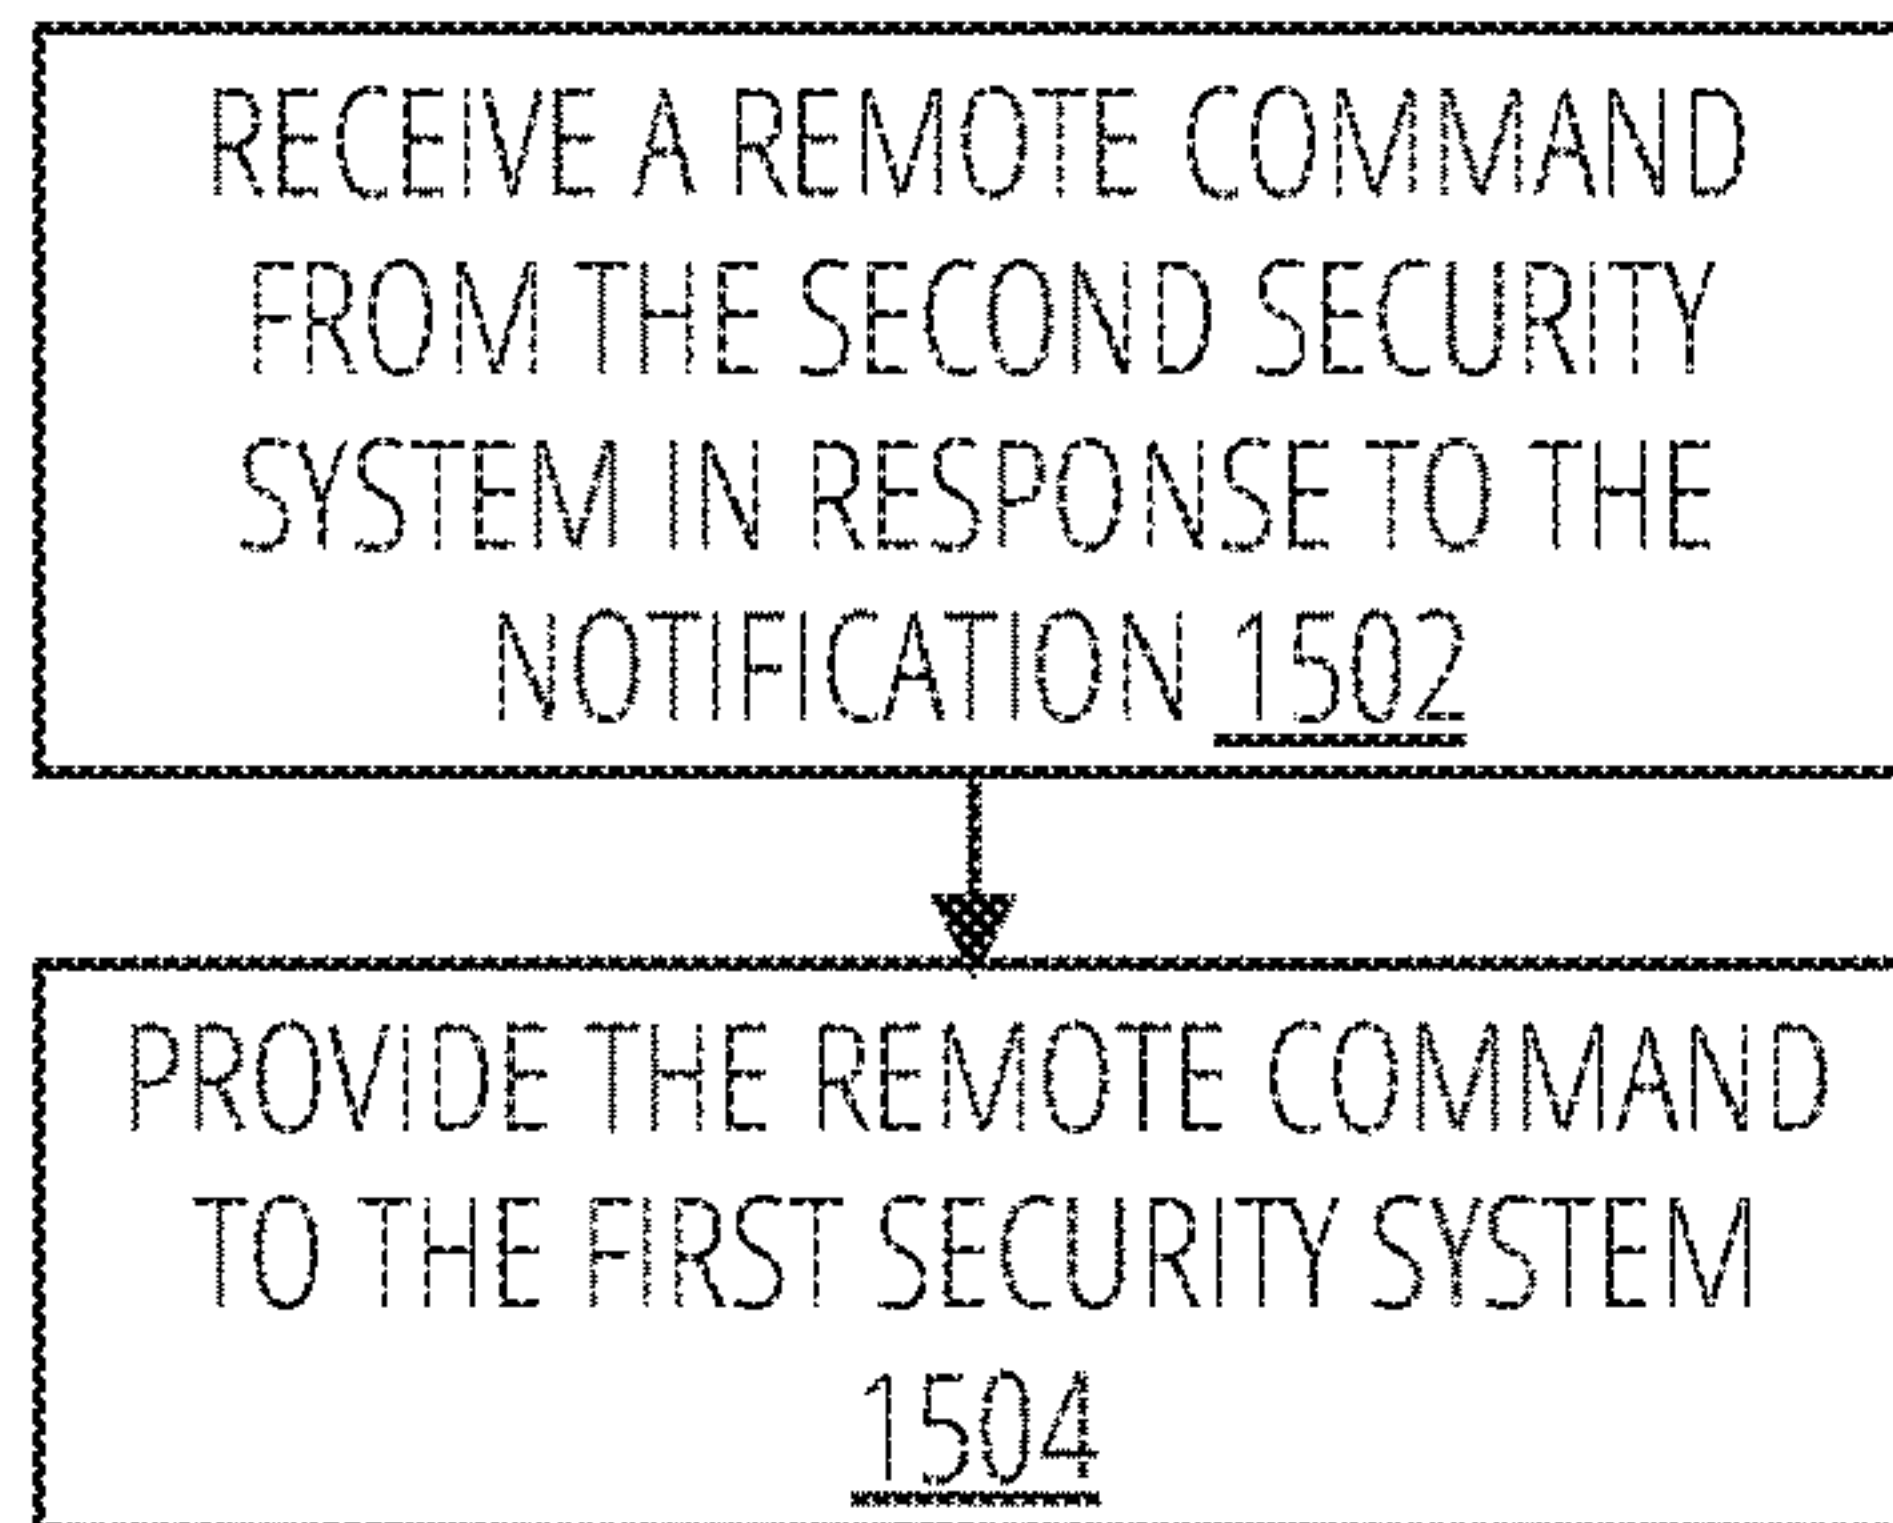 RECEIVE A REMOTE COMMAND
FROM THE SECOND SECURITY
SYSTEM IN RESPONSE TO THE
NOTIFICATION 1502
PROVIDE THE REMOTE COMMAND
TO THE FIRST SECURITY SYSTEM
1504